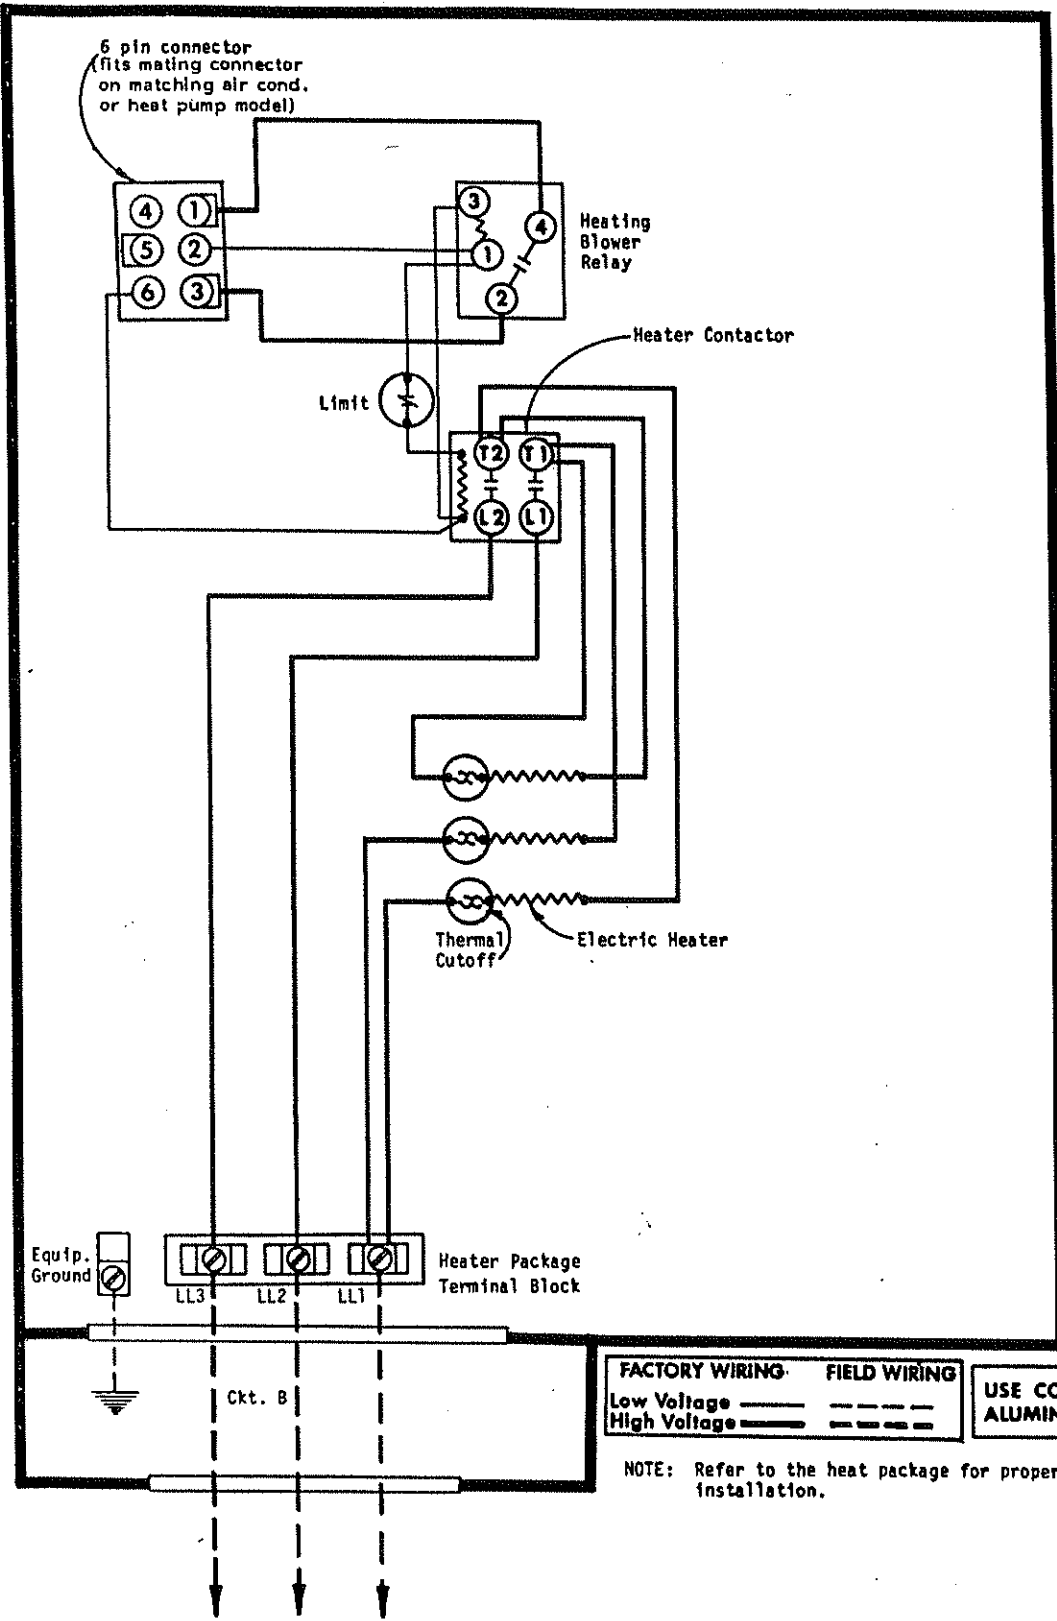 6 pin connector
(fits mating connector
on matching air cond.
or heat pump model)
4 1
5 2
6 3
3
4
1
2
Heating
Blower
Relay
Heater Contactor
Limit
T2 T1
L2 L1
Thermal
Cutoff
Electric Heater
Equip.
Ground
Heater Package
Terminal Block
LL3 LL2 LL1
Ckt. B
FACTORY WIRING FIELD WIRING
Low Voltage
High Voltage
USE CO
ALUMIN
NOTE: Refer to the heat package for proper
installation.